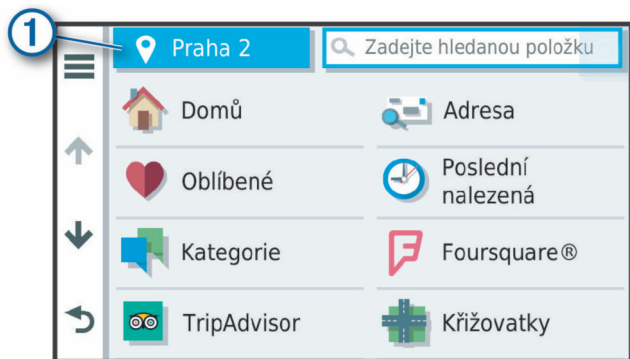 1
Praha 2
Zadejte hledanou položku
Domů
Adresa
Oblíbené
Poslední
nalezená
Kategorie
Foursquare®
TripAdvisor
Křižovatky